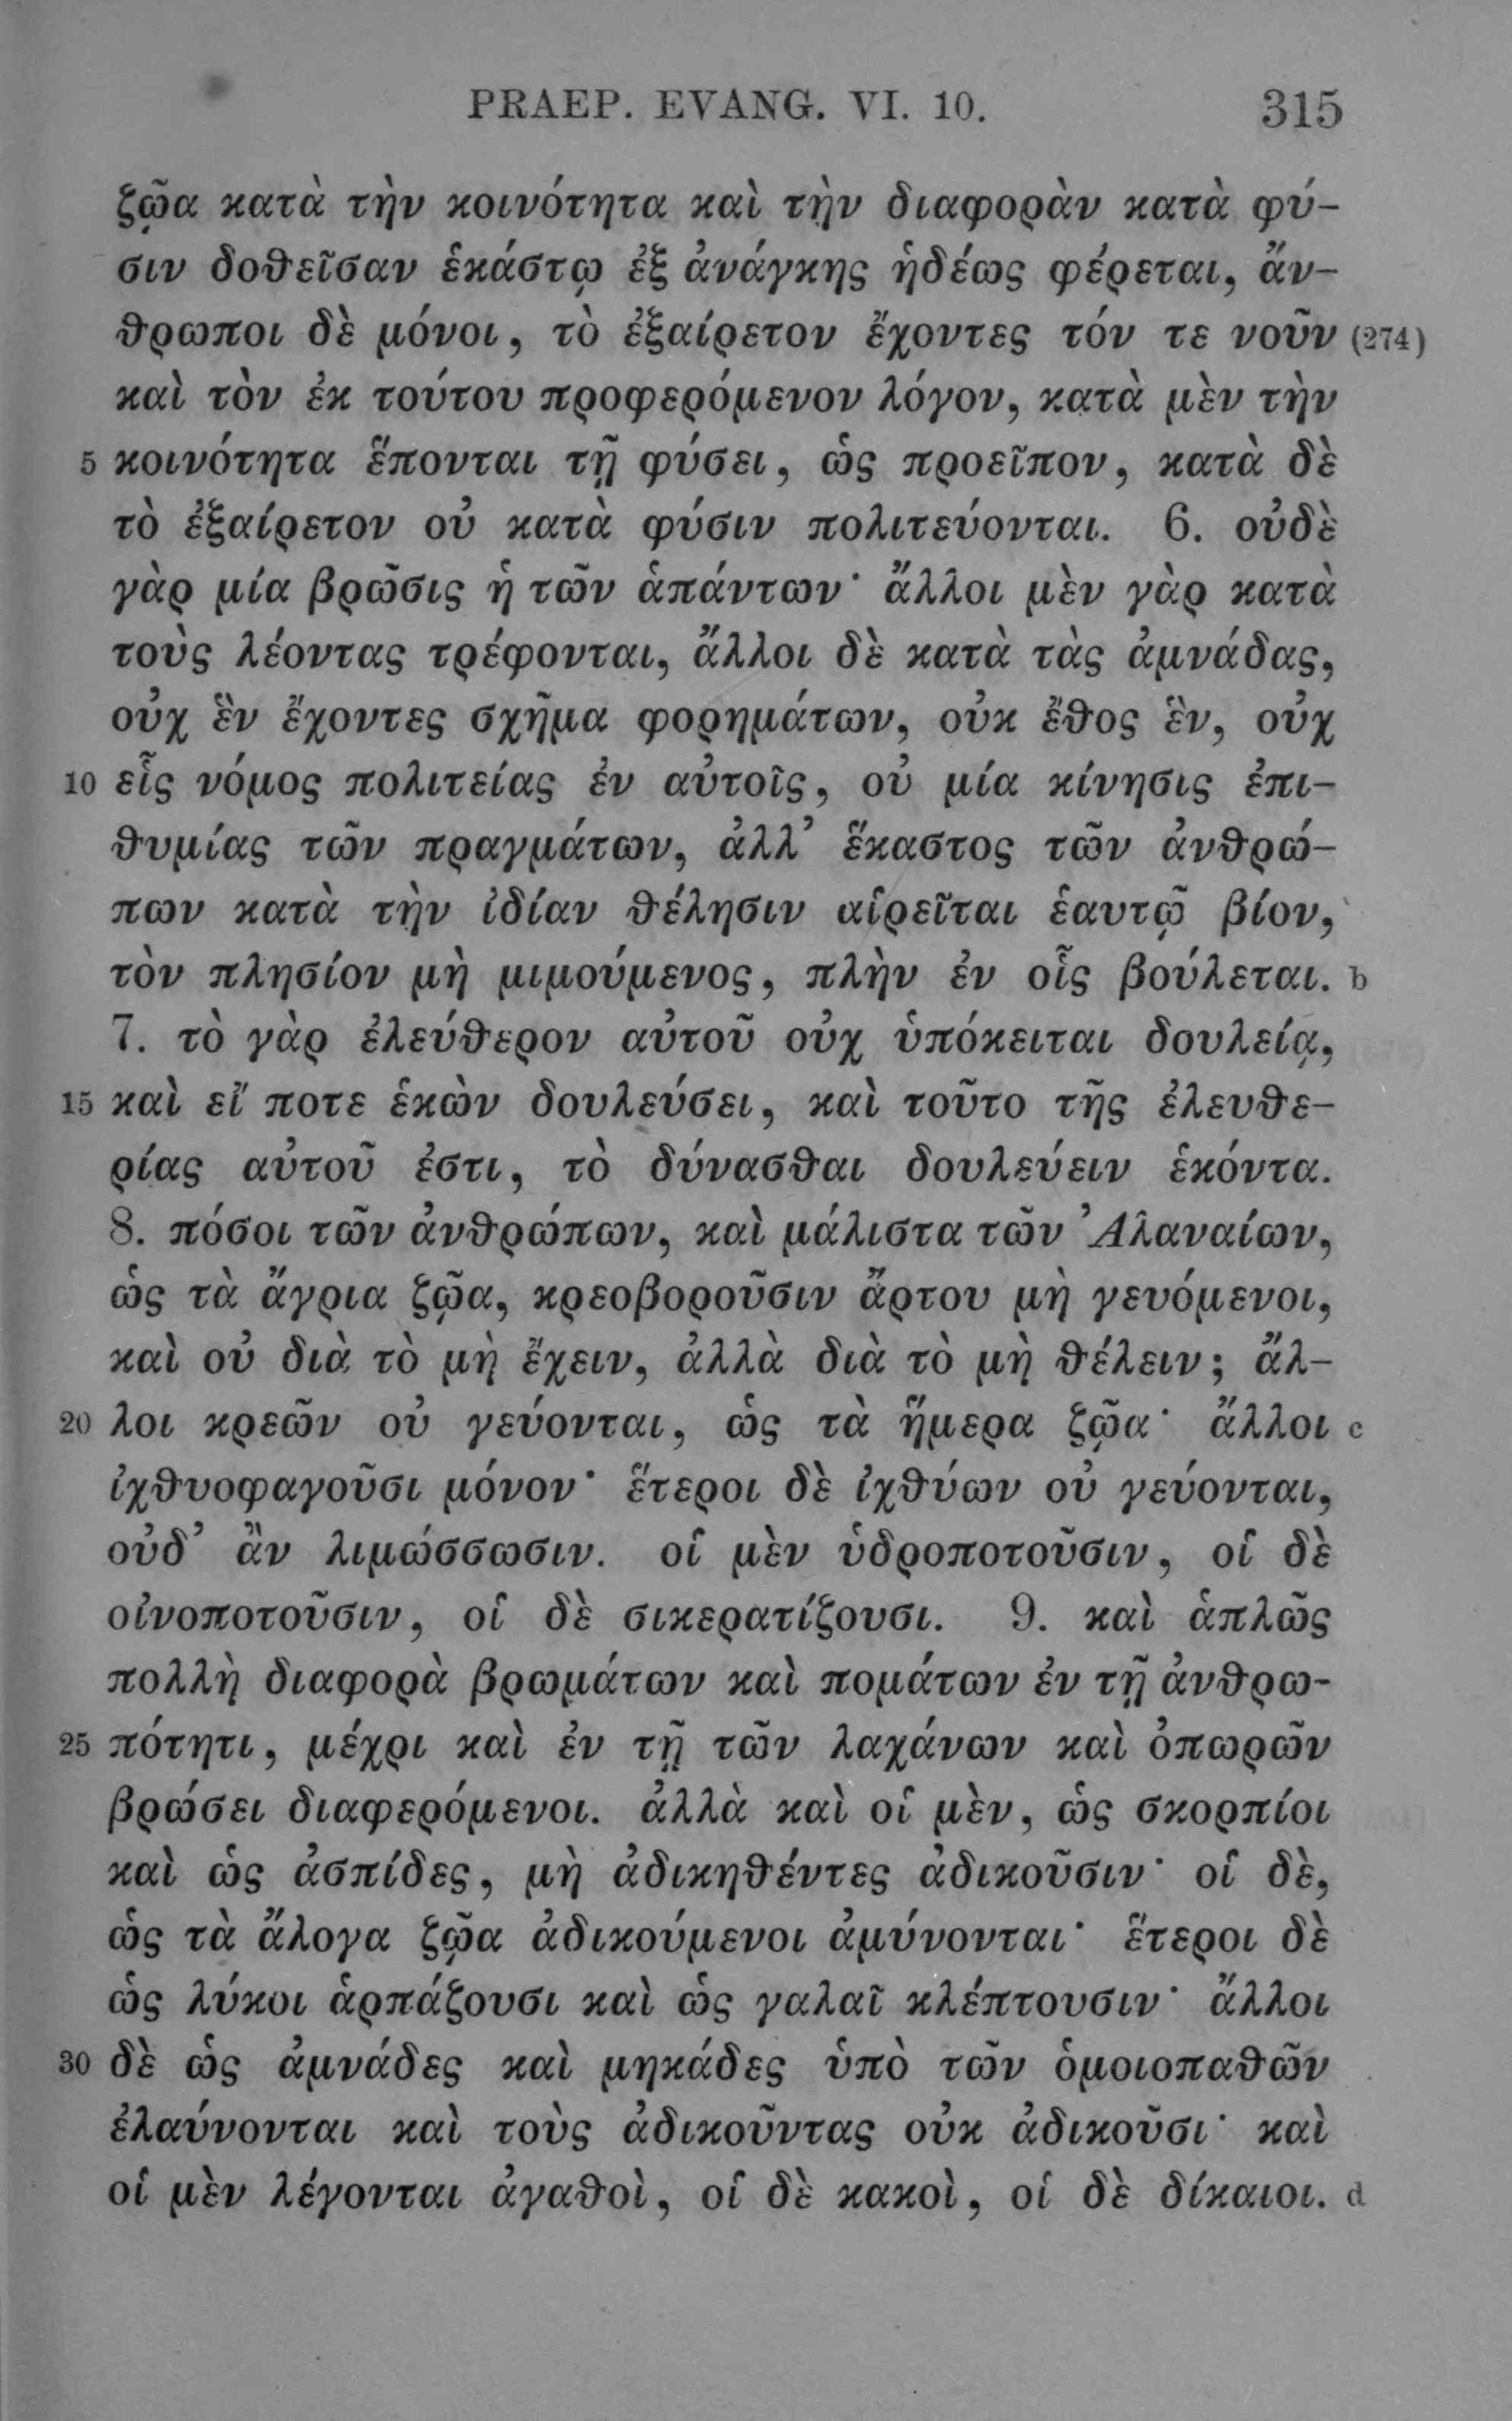 PRAEP. EVANG. VI. 10. 315
ζῷα κατὰ τὴν κοινότητα καὶ τὴν διαφορὰν κατὰ φύ-
σιν δοθεῖσαν ἑκάστῳ ἐξ ἀνάγκης ἡδέως φέρεται, ἄν-
θρωποι δὲ μόνοι, τὸ ἐξαίρετον ἔχοντες τόν τε νοῦν (274)
καὶ τὸν ἐκ τούτου προφερόμενον λόγον, κατὰ μὲν τὴν
5 κοινότητα ἕπονται τῇ φύσει, ὡς προεῖπον, κατὰ δὲ
τὸ ἐξαίρετον οὐ κατὰ φύσιν πολιτεύονται. 6. οὐδὲ
γὰρ μία βρῶσις ἡ τῶν ἁπάντων· ἄλλοι μὲν γὰρ κατὰ
τοὺς λέοντας τρέφονται, ἄλλοι δὲ κατὰ τὰς ἀμνάδας,
οὐχ ἓν ἔχοντες σχῆμα φορημάτων, οὐκ ἔθος ἓν, οὐχ
10 εἷς νόμος πολιτείας ἐν αὐτοῖς, οὐ μία κίνησις ἐπι-
θυμίας τῶν πραγμάτων, ἀλλ’ ἕκαστος τῶν ἀνθρώ-
πων κατὰ τὴν ἰδίαν θέλησιν αἱρεῖται ἑαυτῷ βίον,
τὸν πλησίον μὴ μιμούμενος, πλὴν ἐν οἷς βούλεται. b
7. τὸ γὰρ ἐλεύθερον αὐτοῦ οὐχ ὑπόκειται δουλείᾳ,
15 καὶ εἴ ποτε ἑκὼν δουλεύσει, καὶ τοῦτο τῆς ἐλευθε-
ρίας αὐτοῦ ἐστι, τὸ δύνασθαι δουλεύειν ἑκόντα.
8. πόσοι τῶν ἀνθρώπων, καὶ μάλιστα τῶν Ἀλαναίων,
ὡς τὰ ἄγρια ζῷα, κρεοβοροῦσιν ἄρτου μὴ γευόμενοι,
καὶ οὐ διὰ τὸ μὴ ἔχειν, ἀλλὰ διὰ τὸ μὴ θέλειν; ἄλ-
20 λοι κρεῶν οὐ γεύονται, ὡς τὰ ἥμερα ζῷα· ἄλλοι c
ἰχθυοφαγοῦσι μόνον· ἕτεροι δὲ ἰχθύων οὐ γεύονται,
οὐδ’ ἂν λιμώσσωσιν. οἱ μὲν ὑδροποτοῦσιν, οἱ δὲ
οἰνοποτοῦσιν, οἱ δὲ σικερατίζουσι. 9. καὶ ἁπλῶς
πολλὴ διαφορὰ βρωμάτων καὶ πομάτων ἐν τῇ ἀνθρω-
25 πότητι, μέχρι καὶ ἐν τῇ τῶν λαχάνων καὶ ὀπωρῶν
βρώσει διαφερόμενοι. ἀλλὰ καὶ οἱ μὲν, ὡς σκορπίοι
καὶ ὡς ἀσπίδες, μὴ ἀδικηθέντες ἀδικοῦσιν· οἱ δὲ,
ὡς τὰ ἄλογα ζῷα ἀδικούμενοι ἀμύνονται· ἕτεροι δὲ
ὡς λύκοι ἁρπάζουσι καὶ ὡς γαλαῖ κλέπτουσιν· ἄλλοι
30 δὲ ὡς ἀμνάδες καὶ μηκάδες ὑπὸ τῶν ὁμοιοπαθῶν
ἐλαύνονται καὶ τοὺς ἀδικοῦντας οὐκ ἀδικοῦσι· καὶ
οἱ μὲν λέγονται ἀγαθοὶ, οἱ δὲ κακοὶ, οἱ δὲ δίκαιοι. d